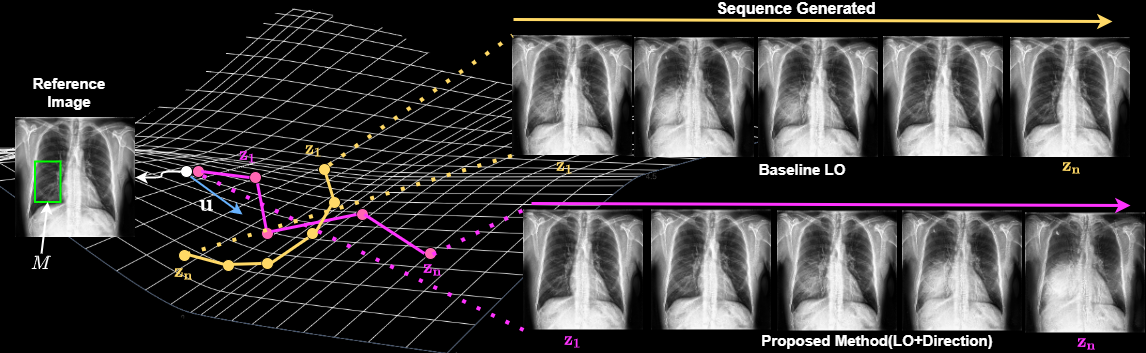 Sequence Generated
Reference
Image
z₁
z₁
u
M
zₙ
zₙ
z₁
Baseline LO
zₙ
z₁
Proposed Method(LO+Direction)
zₙ